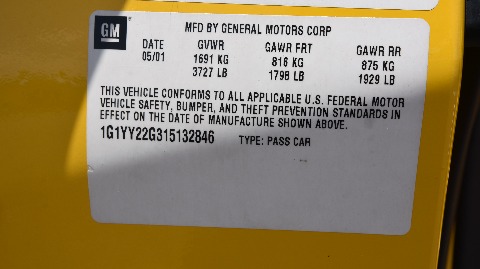 GM
MFD BY GENERAL MOTORS CORP
DATE GVWR GAWR FRT GAWR RR
05/01 1691 KG 816 KG 875 KG
3727 LB 1798 LB 1929 LB
THIS VEHICLE CONFORMS TO ALL APPLICABLE U.S. FEDERAL MOTOR
VEHICLE SAFETY, BUMPER, AND THEFT PREVENTION STANDARDS IN
EFFECT ON THE DATE OF MANUFACTURE SHOWN ABOVE.
1G1YY22G315132846 TYPE: PASS CAR